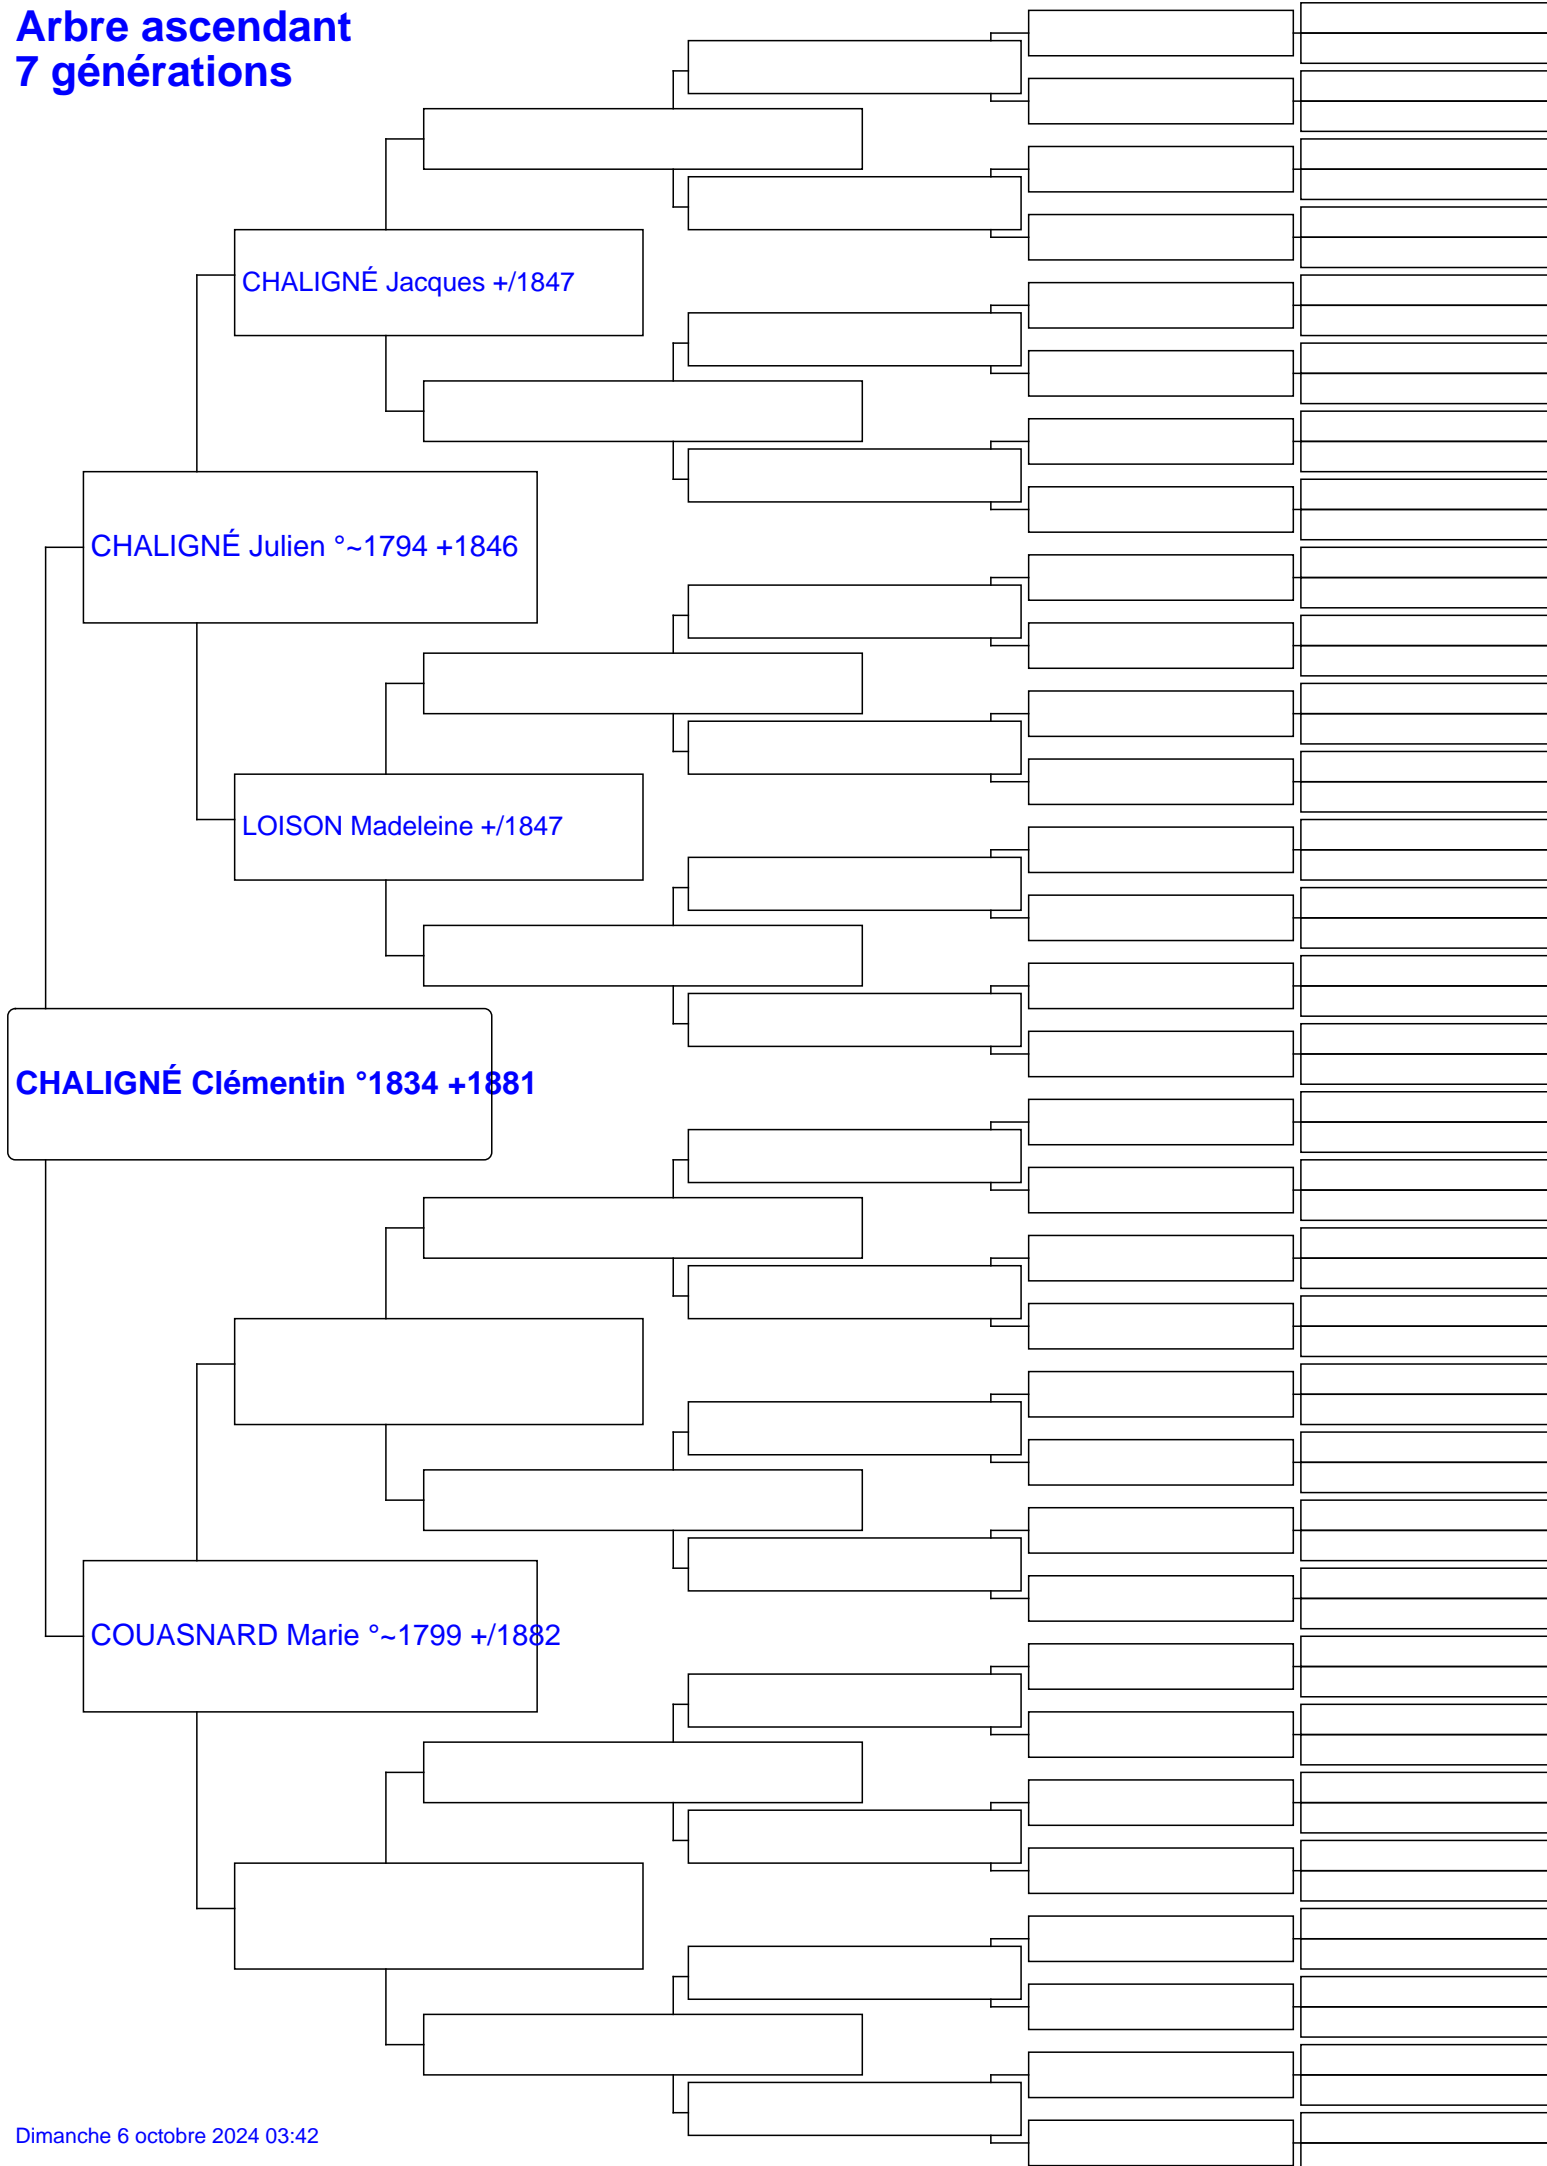 Arbre ascendant
7 générations
CHALIGNÉ Jacques +/1847
CHALIGNÉ Julien °~1794 +1846
LOISON Madeleine +/1847
CHALIGNÉ Clémentin °1834 +1881
COUASNARD Marie °~1799 +/1882
Dimanche 6 octobre 2024 03:42